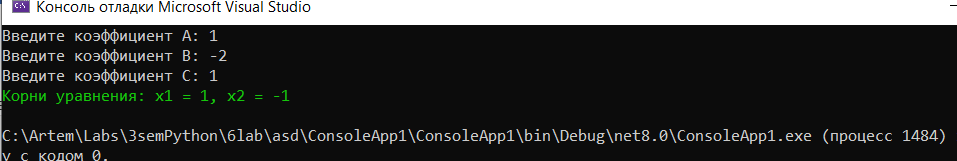 Консоль отладки Microsoft Visual Studio
Введите коэффициент A: 1
Введите коэффициент B: -2
Введите коэффициент C: 1
Корни уравнения: x1 = 1, x2 = -1
C:\Artem\Labs\3semPython\6lab\asd\ConsoleApp1\ConsoleApp1\bin\Debug\net8.0\ConsoleApp1.exe (процесс 1484)
у с кодом 0.